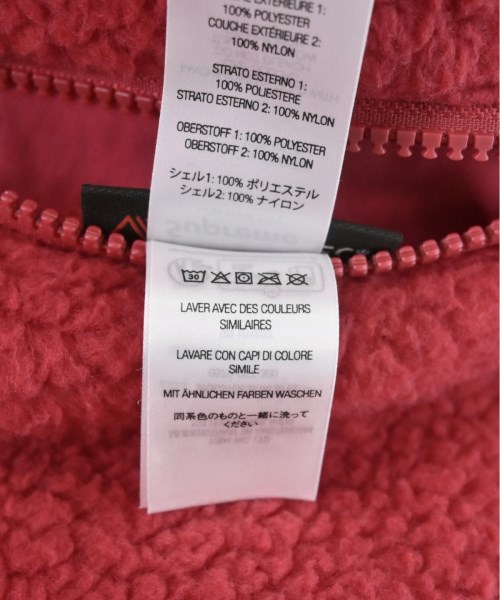 COUCHE EXTÉRIEURE 1:
100% POLYESTER
COUCHE EXTÉRIEURE 2:
100% NYLON
STRATO ESTERNO 1:
100% POLIESTERE
STRATO ESTERNO 2: 100% NYLON
OBERSTOFF 1: 100% POLYESTER
OBERSTOFF 2: 100% NYLON
シェル1: 100% ポリエステル
シェル2: 100% ナイロン
30
LAVER AVEC DES COULEURS
SIMILAIRES
LAVARE CON CAPI DI COLORE
SIMILE
MIT ÄHNLICHEN FARBEN WASCHEN
同系色のものと一緒に洗って
ください